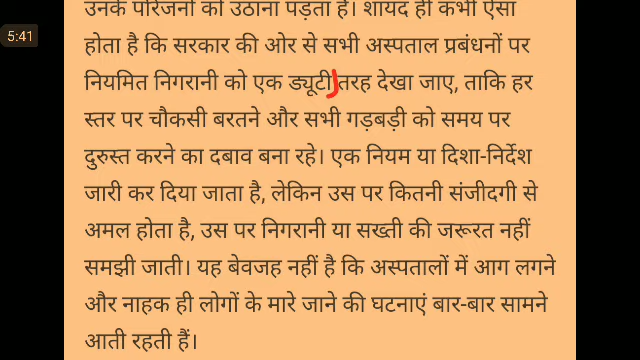 उनके परिजनों को उठाना पड़ता है। शायद ही कभी ऐसा
5:41
होता है कि सरकार की ओर से सभी अस्पताल प्रबंधनों पर
नियमित निगरानी को एक ड्यूटी तरह देखा जाए, ताकि हर
स्तर पर चौकसी बरतने और सभी गड़बड़ी को समय पर
दुरुस्त करने का दबाव बना रहे। एक नियम या दिशा-निर्देश
जारी कर दिया जाता है, लेकिन उस पर कितनी संजीदगी से
अमल होता है, उस पर निगरानी या सख्ती की जरूरत नहीं
समझी जाती। यह बेवजह नहीं है कि अस्पतालों में आग लगने
और नाहक ही लोगों के मारे जाने की घटनाएं बार-बार सामने
आती रहती हैं।